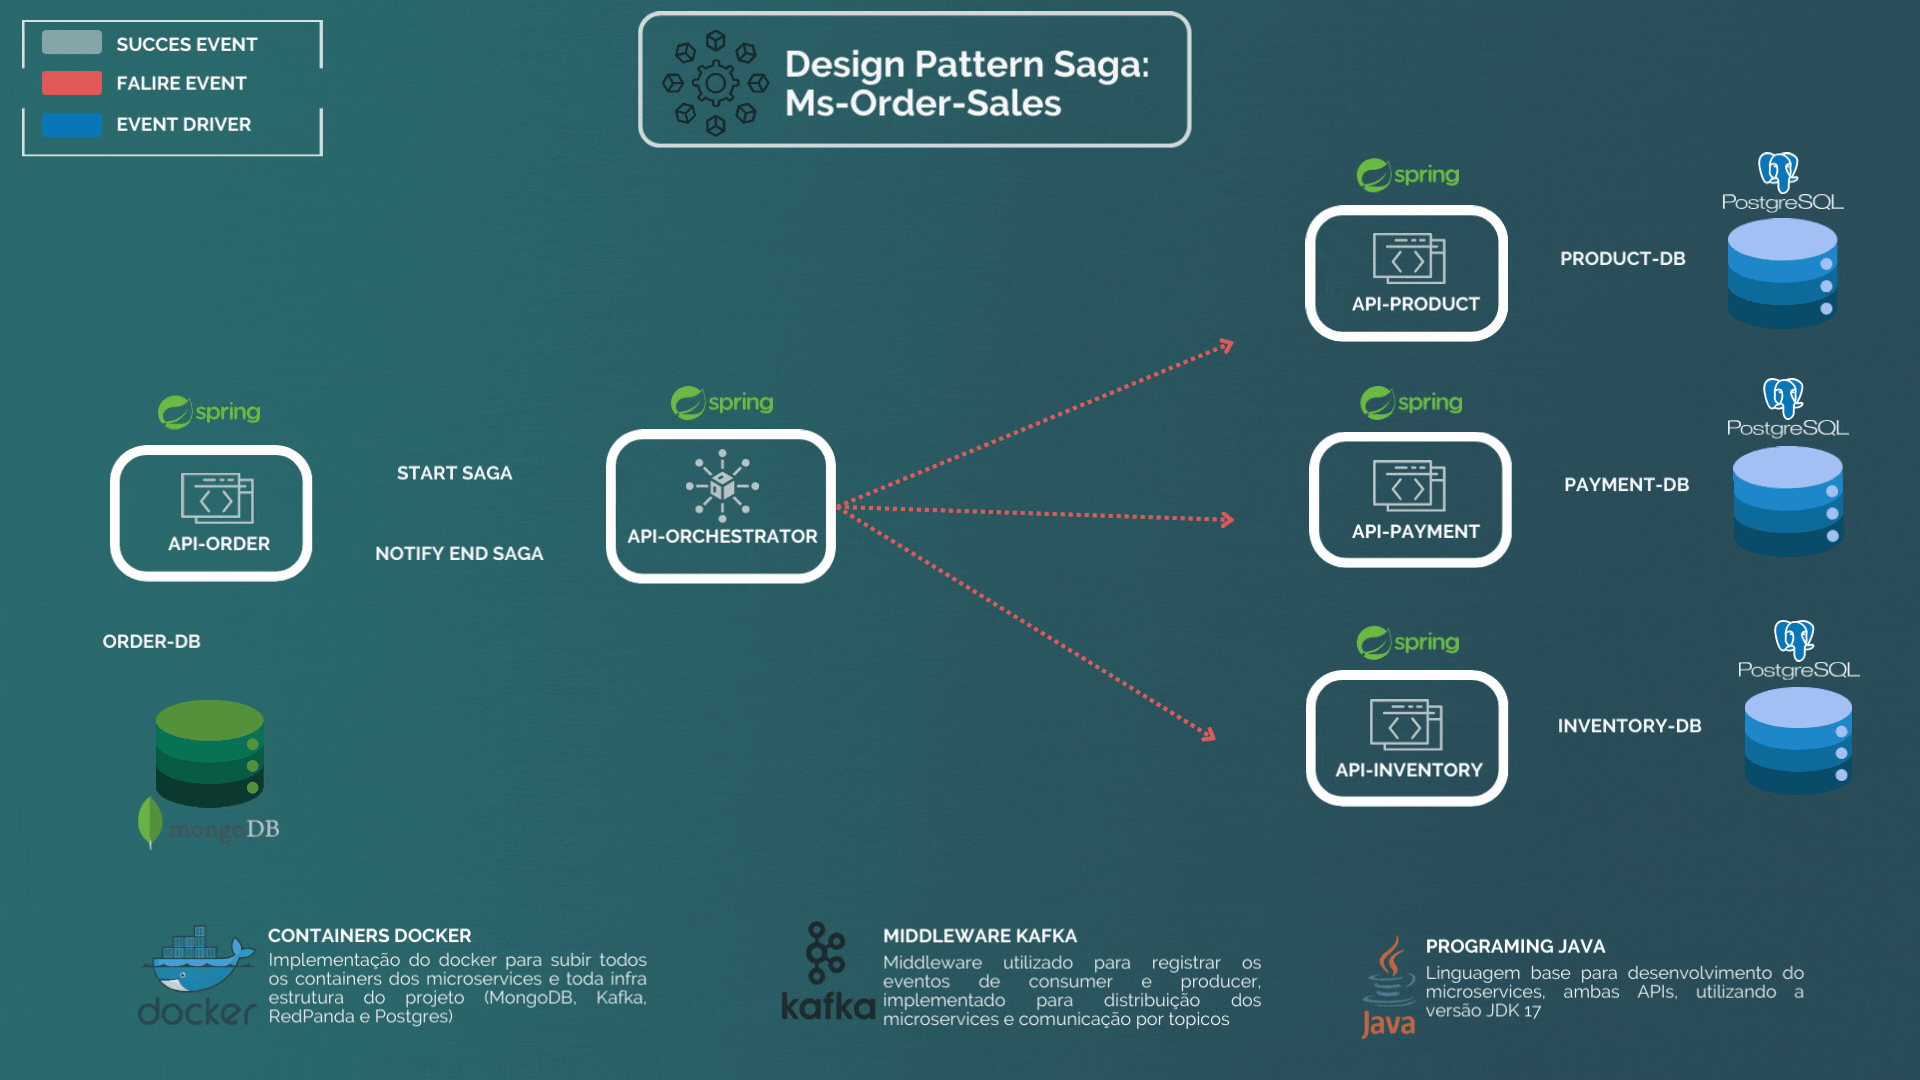 SUCCES EVENT
FALIRE EVENT
EVENT DRIVER
Design Pattern Saga:
Ms-Order-Sales
spring
API-PRODUCT
PRODUCT-DB
PostgreSQL
spring
API-ORDER
START SAGA
NOTIFY END SAGA
spring
API-ORCHESTRATOR
spring
API-PAYMENT
PAYMENT-DB
PostgreSQL
ORDER-DB
mongoDB
spring
API-INVENTORY
INVENTORY-DB
PostgreSQL
docker
CONTAINERS DOCKER
Implementação do docker para subir todos
os containers dos microservices e toda infra
estrutura do projeto (MongoDB, Kafka,
RedPanda e Postgres)
kafka
MIDDLEWARE KAFKA
Middleware utilizado para registrar os
eventos de consumer e producer,
implementado para distribuição dos
microservices e comunicação por topicos
Java
PROGRAMING JAVA
Linguagem base para desenvolvimento do
microservices, ambas APIs, utilizando a
versão JDK 17